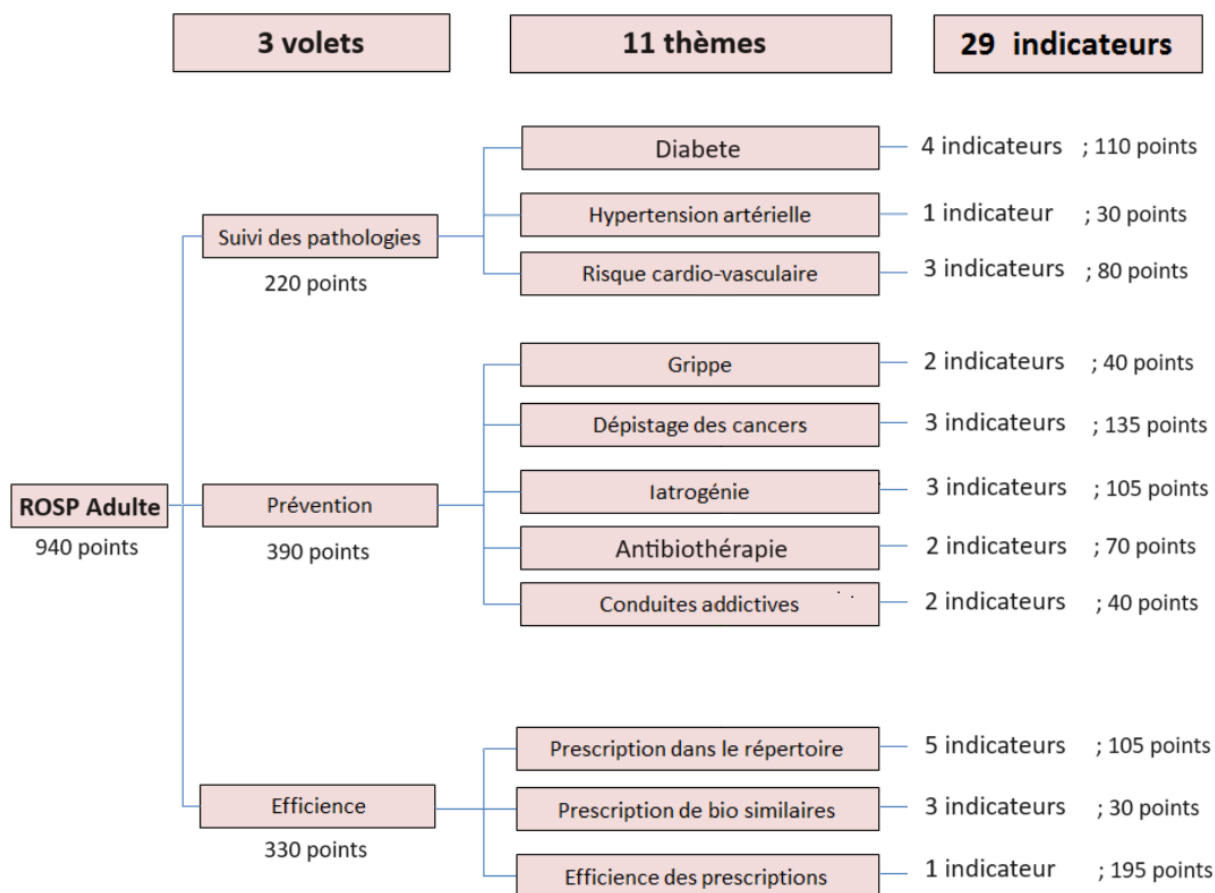 3 volets
11 thèmes
29 indicateurs
Diabete
4 indicateurs ; 110 points
Hypertension artérielle
1 indicateur ; 30 points
Suivi des pathologies
220 points
Risque cardio-vasculaire
3 indicateurs ; 80 points
Grippe
2 indicateurs ; 40 points
Dépistage des cancers
3 indicateurs ; 135 points
ROSP Adulte
940 points
Prévention
390 points
Iatrogénie
3 indicateurs ; 105 points
Antibiothérapie
2 indicateurs ; 70 points
Conduites addictives
2 indicateurs ; 40 points
Prescription dans le répertoire
5 indicateurs ; 105 points
Efficience
330 points
Prescription de bio similaires
3 indicateurs ; 30 points
Efficience des prescriptions
1 indicateur ; 195 points